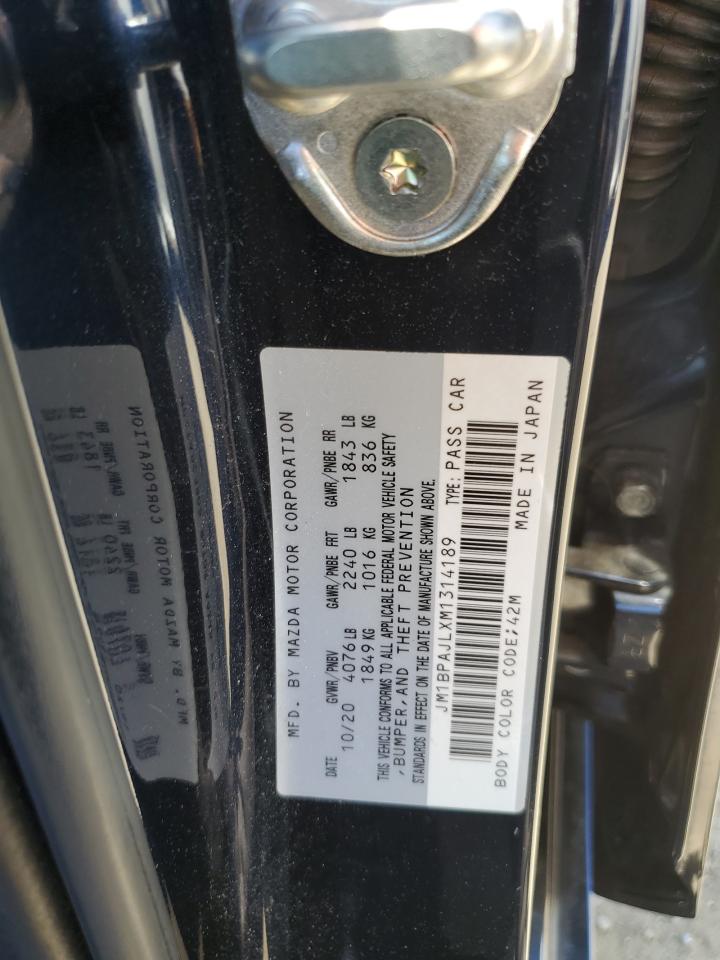 MFD. BY MAZDA MOTOR CORPORATION
DATE GVWR/PNBV GAWR/PNBE FRT GAWR/PNBE RR
10/20 4076 LB 2240 LB 1843 LB
1849 KG 1016 KG 836 KG
THIS VEHICLE CONFORMS TO ALL APPLICABLE FEDERAL MOTOR VEHICLE SAFETY
,BUMPER, AND THEFT PREVENTION
STANDARDS IN EFFECT ON THE DATE OF MANUFACTURE SHOWN ABOVE.
JM1BPAJLXM1314189 TYPE: PASS CAR
BODY COLOR CODE;42M MADE IN JAPAN